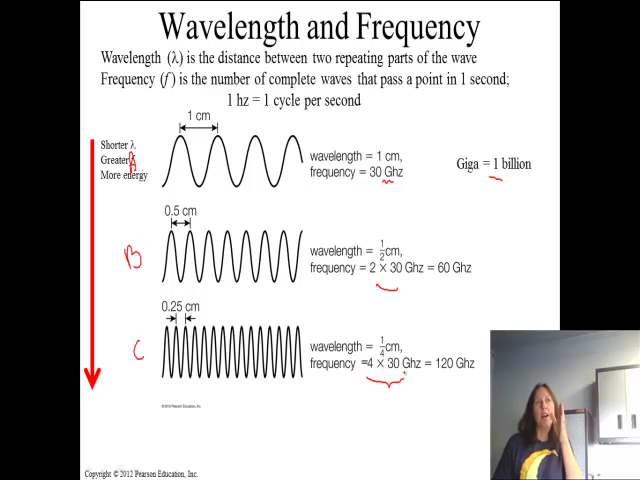 Wavelength and Frequency
Wavelength (λ) is the distance between two repeating parts of the wave
Frequency (f) is the number of complete waves that pass a point in 1 second;
1 hz = 1 cycle per second
1 cm
Shorter λ
Greater
More energy
A
wavelength = 1 cm,
frequency = 30 Ghz
Giga = 1 billion
0.5 cm
B
wavelength = 1/2 cm,
frequency = 2 × 30 Ghz = 60 Ghz
0.25 cm
C
wavelength = 1/4 cm,
frequency =4 × 30 Ghz = 120 Ghz
©2012 Pearson Education, Inc.
Copyright © 2012 Pearson Education, Inc.